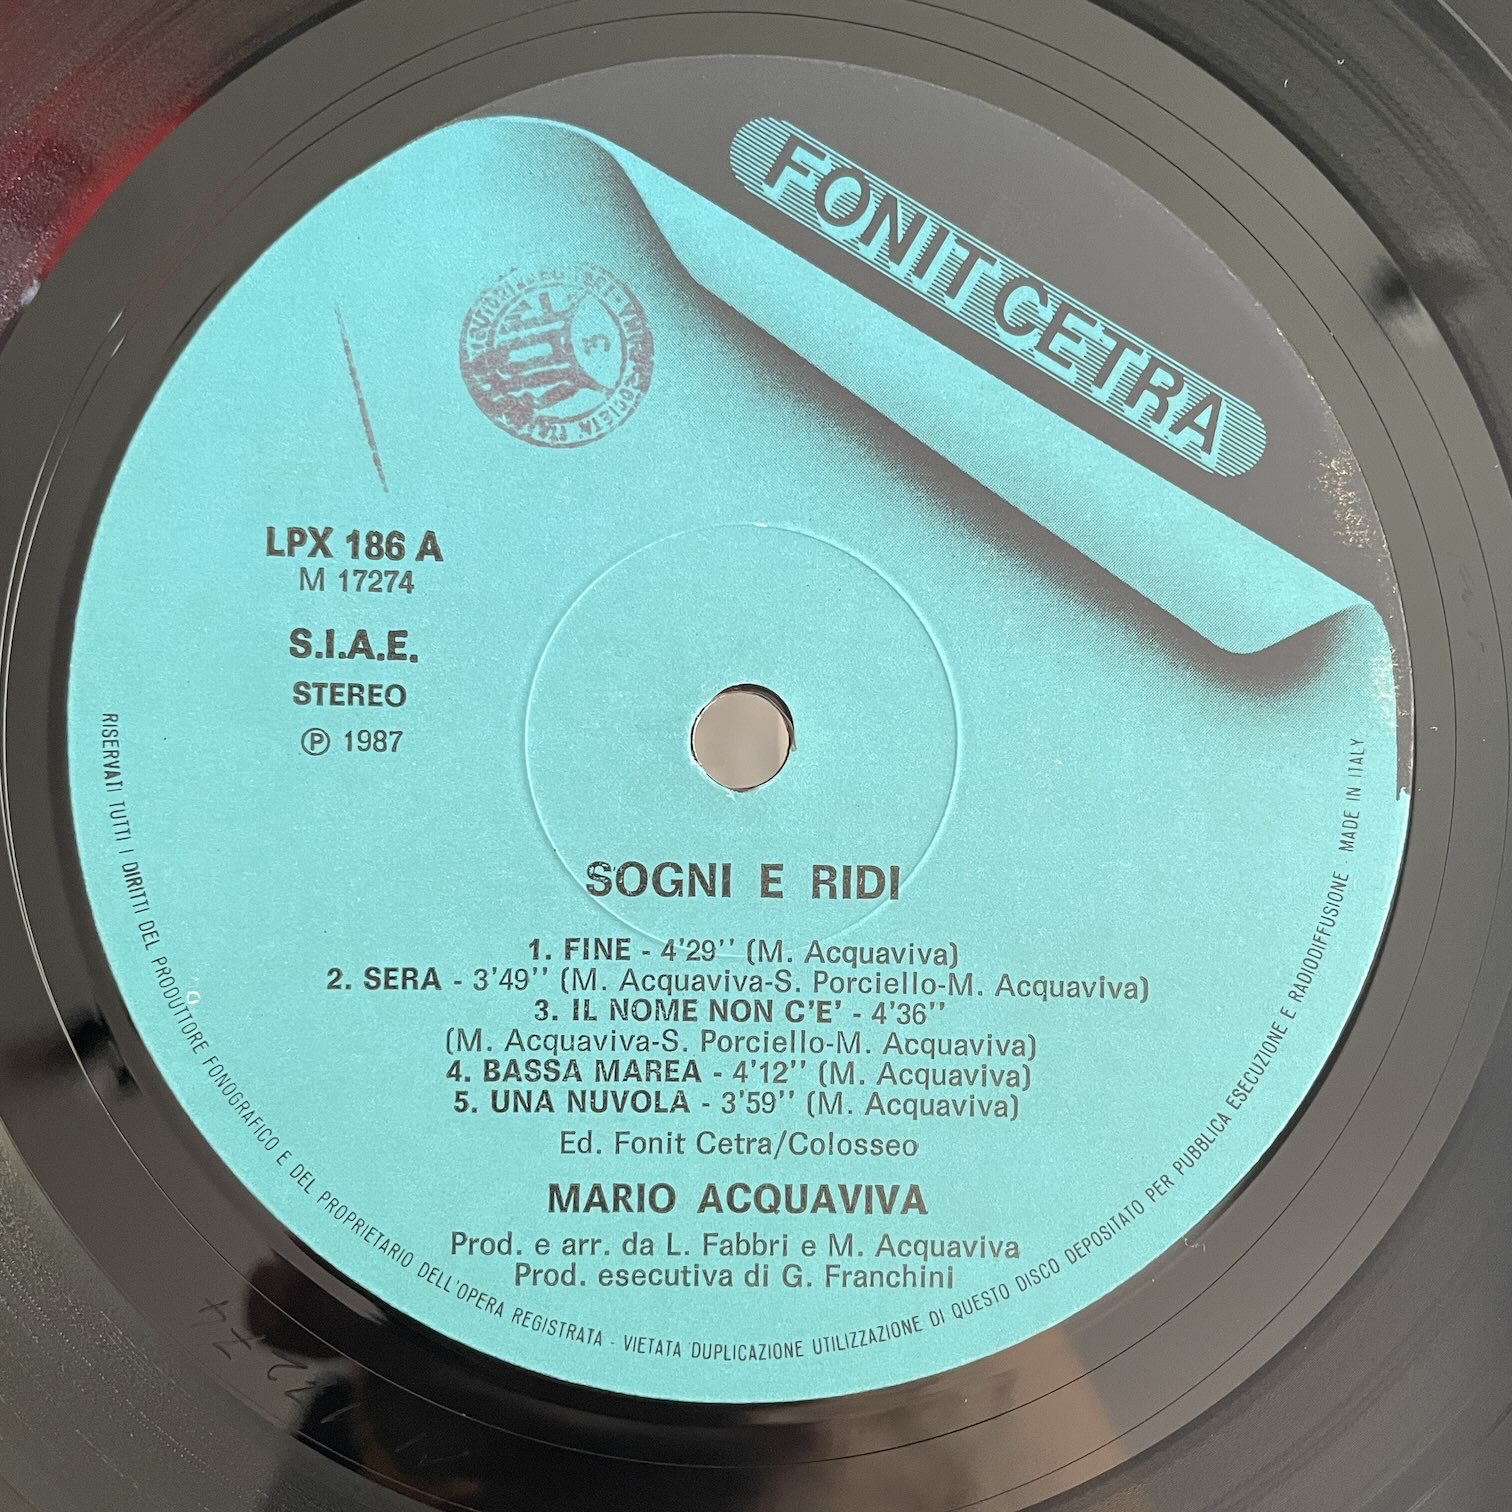 FONIT CETRA
3
LPX 186 A
M 17274
S.I.A.E.
STEREO
℗ 1987
SOGNI E RIDI
1. FINE - 4'29'' (M. Acquaviva)
2. SERA - 3'49'' (M. Acquaviva-S. Porciello-M. Acquaviva)
3. IL NOME NON C'E' - 4'36''
(M. Acquaviva-S. Porciello-M. Acquaviva)
4. BASSA MAREA - 4'12'' (M. Acquaviva)
5. UNA NUVOLA - 3'59'' (M. Acquaviva)
Ed. Fonit Cetra/Colosseo
MARIO ACQUAVIVA
Prod. e arr. da L. Fabbri e M. Acquaviva
Prod. esecutiva di G. Franchini
RISERVATI TUTTI I DIRITTI DEL PRODUTTORE FONOGRAFICO E DEL PROPRIETARIO DELL'OPERA REGISTRATA - VIETATA DUPLICAZIONE UTILIZZAZIONE DI QUESTO DISCO DEPOSITATO PER PUBBLICA ESECUZIONE E RADIODIFFUSIONE - MADE IN ITALY